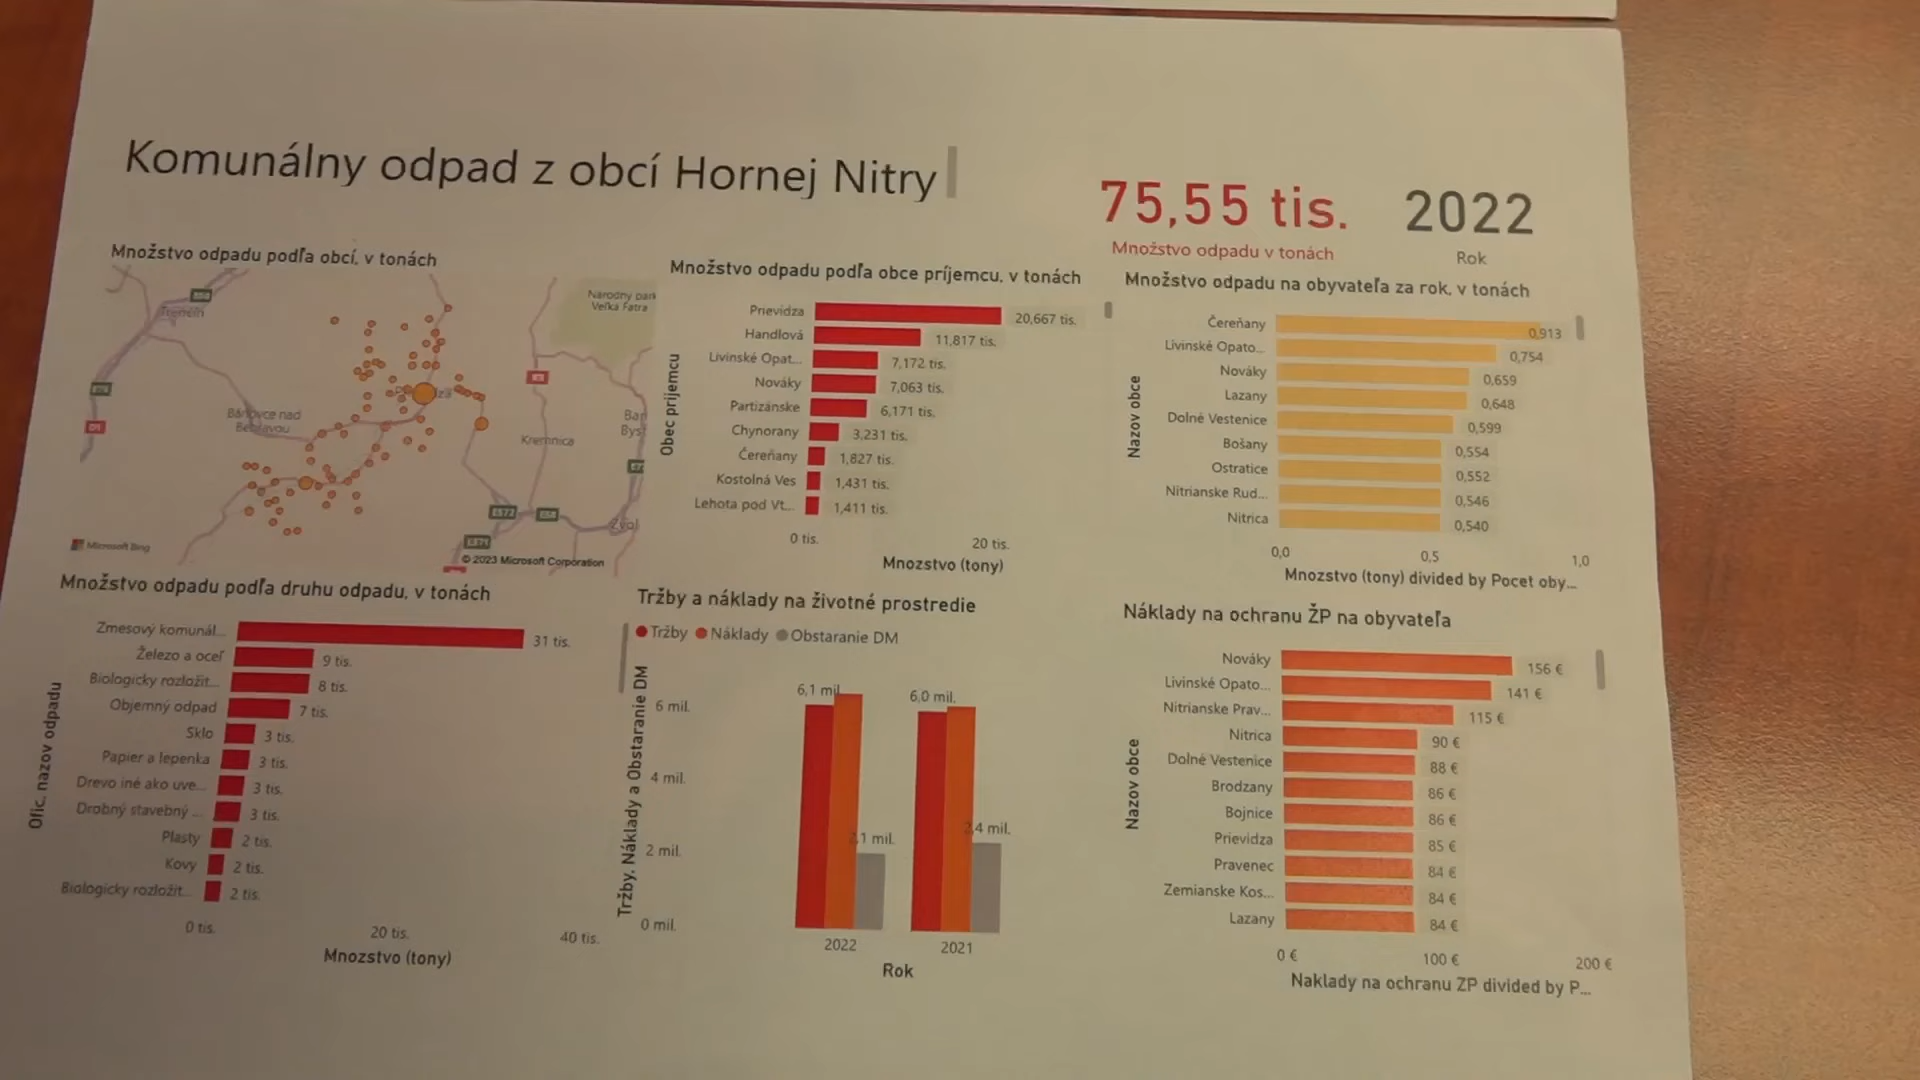 Komunálny odpad z obcí Hornej Nitry
75,55 tis.
Množstvo odpadu v tonách
2022
Rok
Množstvo odpadu podľa obcí, v tonách
Trenčín
Bánovce nad
Bebravou
Kremnica
Národný park
Veľká Fatra
Microsoft Bing
© 2023 Microsoft Corporation
Množstvo odpadu podľa obce príjemcu, v tonách
Obec príjemcu
Prievidza 20,667 tis.
Handlová 11,817 tis.
Livinské Opat... 7,172 tis.
Nováky 7,063 tis.
Partizánske 6,171 tis.
Chynorany 3,231 tis.
Čereňany 1,827 tis.
Kostolná Ves 1,431 tis.
Lehota pod Vt... 1,411 tis.
0 tis. 20 tis.
Mnozstvo (tony)
Množstvo odpadu na obyvateľa za rok, v tonách
Nazov obce
Čereňany 0,913
Livinské Opato... 0,754
Nováky 0,659
Lazany 0,648
Dolné Vestenice 0,599
Bošany 0,554
Ostratice 0,552
Nitrianske Rud... 0,546
Nitrica 0,540
0,0 0,5 1,0
Mnozstvo (tony) divided by Pocet oby...
Množstvo odpadu podľa druhu odpadu, v tonách
Ofic. nazov odpadu
Zmesový komunál... 31 tis.
Železo a oceľ 9 tis.
Biologicky rozložit... 8 tis.
Objemný odpad 7 tis.
Sklo 3 tis.
Papier a lepenka 3 tis.
Drevo iné ako uve... 3 tis.
Drobný stavebný ... 3 tis.
Plasty 2 tis.
Kovy 2 tis.
Biologicky rozložit... 2 tis.
0 tis. 20 tis. 40 tis.
Mnozstvo (tony)
Tržby a náklady na životné prostredie
Tržby Náklady Obstaranie DM
Tržby, Náklady a Obstaranie DM
6 mil.
4 mil.
2 mil.
0 mil.
6,1 mil.
6,0 mil.
2022 2021
Rok
Náklady na ochranu ŽP na obyvateľa
Nazov obce
Nováky 156 €
Livinské Opato... 141 €
Nitrianske Prav... 115 €
Nitrica 90 €
Dolné Vestenice 88 €
Brodzany 86 €
Bojnice 86 €
Prievidza 85 €
Pravenec 84 €
Zemianske Kos... 84 €
Lazany 84 €
0 € 100 € 200 €
Naklady na ochranu ZP divided by P...